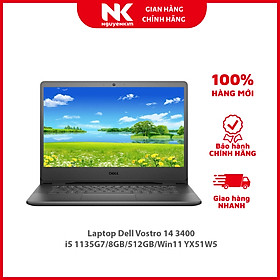 NK
NGUYENKIM
GIAN HÀNG
CHÍNH HÃNG
100%
HÀNG MỚI
Bảo hành
CHÍNH HÃNG
Giao hàng
NHANH
DELL
Laptop Dell Vostro 14 3400
i5 1135G7/8GB/512GB/Win11 YX51W5